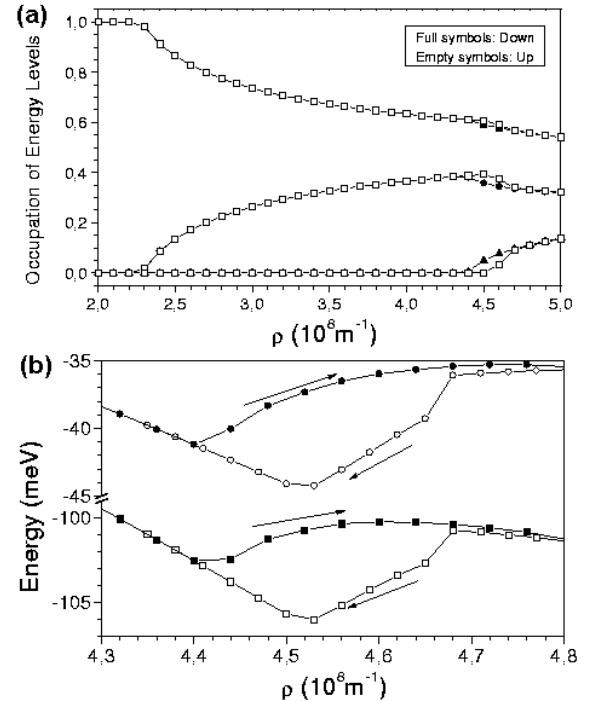 (a)
1,0
0,8
0,6
0,4
0,2
0,0
Occupation of Energy Levels
Full symbols: Down
Empty symbols: Up
2,0 2,5 3,0 3,5 4,0 4,5 5,0
ρ (10⁸m⁻¹)
(b)
-35
-40
-45
-100
-105
Energy (meV)
4,3 4,4 4,5 4,6 4,7 4,8
ρ (10⁸m⁻¹)